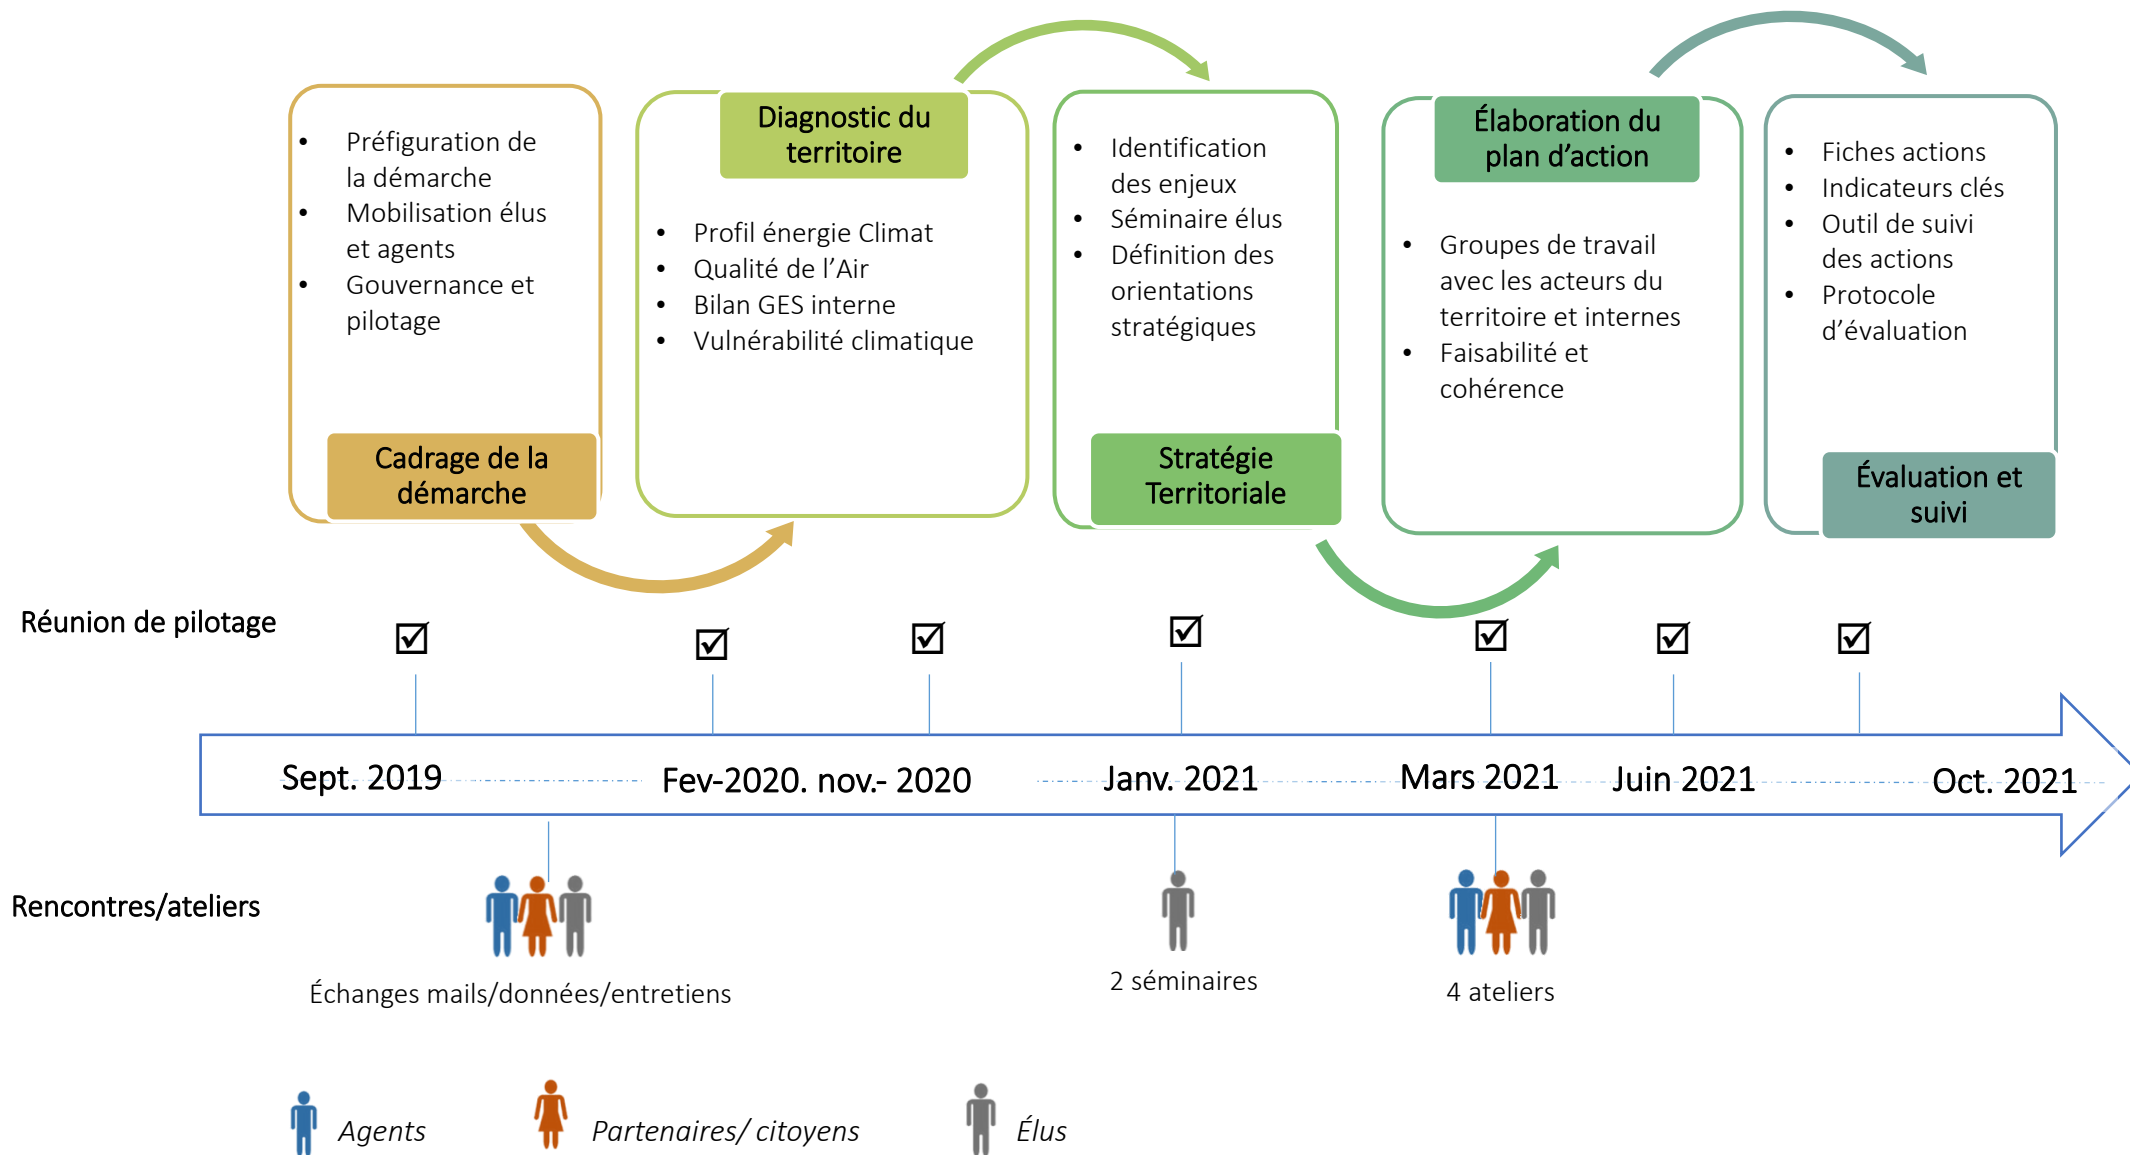 • Préfiguration de
la démarche
• Mobilisation élus
et agents
• Gouvernance et
pilotage
Cadrage de la
démarche
Diagnostic du
territoire
• Profil énergie Climat
• Qualité de l’Air
• Bilan GES interne
• Vulnérabilité climatique
• Identification
des enjeux
• Séminaire élus
• Définition des
orientations
stratégiques
Stratégie
Territoriale
Élaboration du
plan d’action
• Groupes de travail
avec les acteurs du
territoire et internes
• Faisabilité et
cohérence
• Fiches actions
• Indicateurs clés
• Outil de suivi
des actions
• Protocole
d’évaluation
Évaluation et
suivi
Réunion de pilotage
Sept. 2019
Fev-2020. nov.- 2020
Janv. 2021
Mars 2021
Juin 2021
Oct. 2021
Rencontres/ateliers
Échanges mails/données/entretiens
2 séminaires
4 ateliers
Agents
Partenaires/ citoyens
Élus